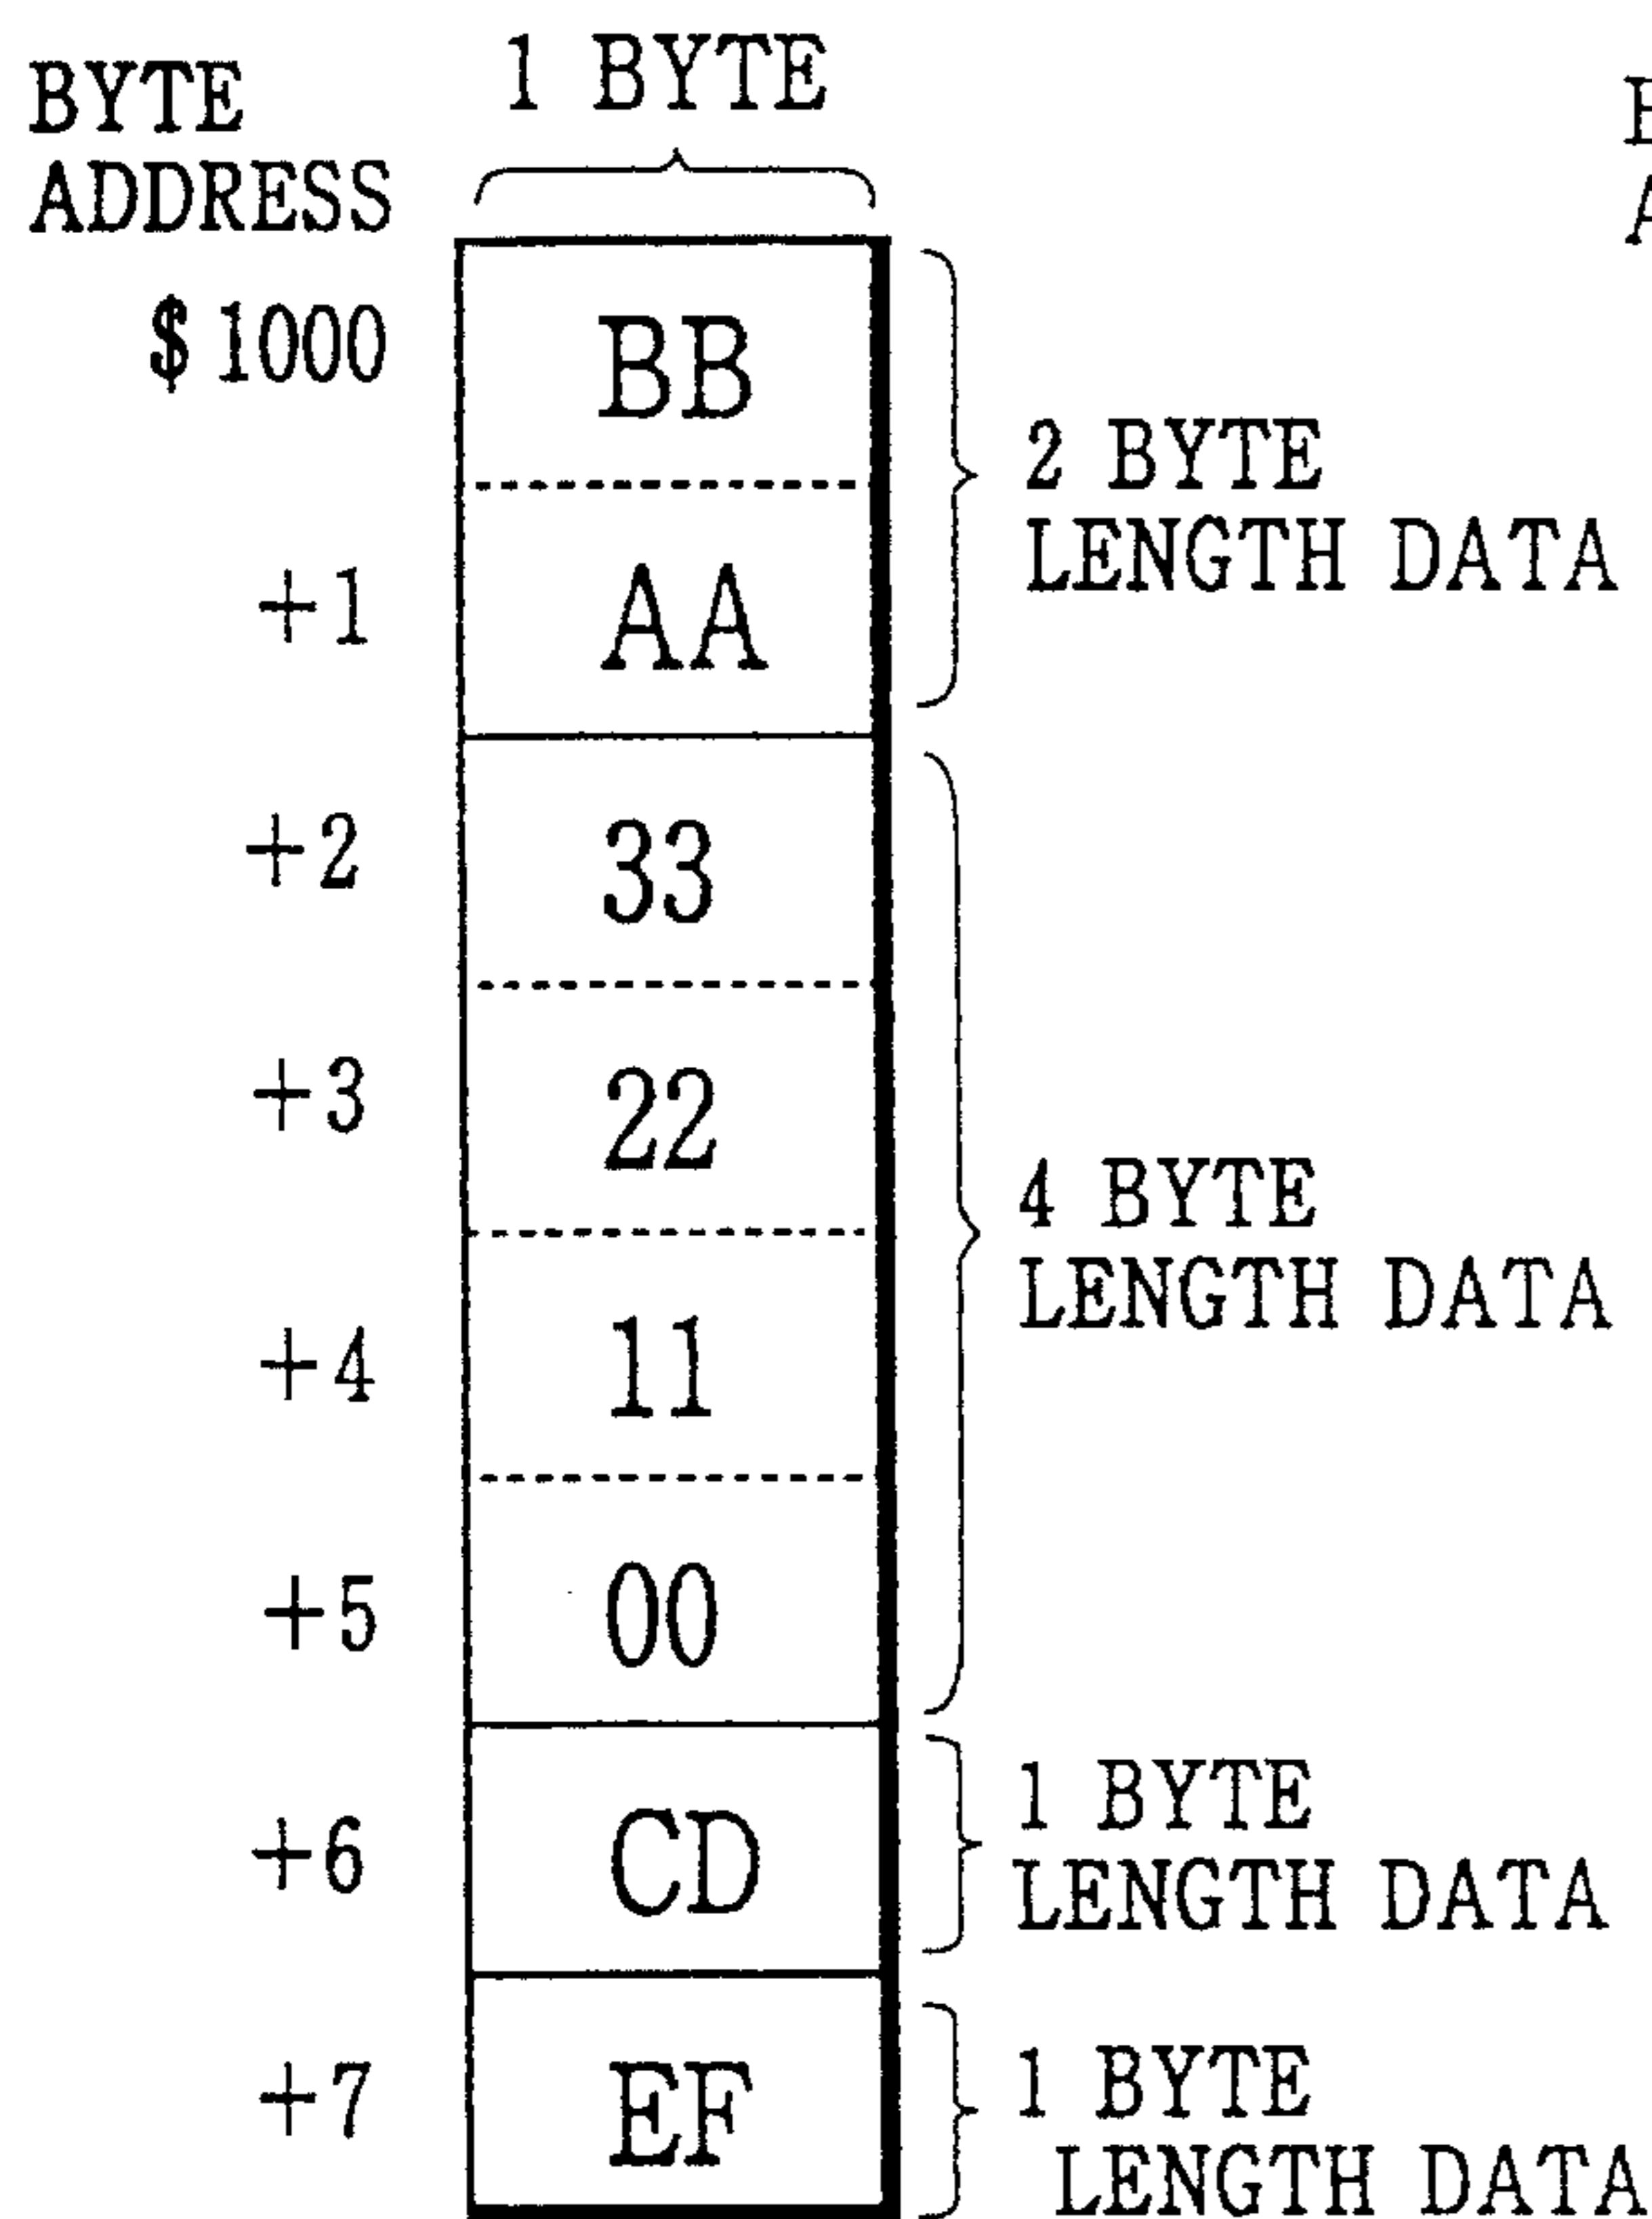 BYTE
ADDRESS
1 BYTE
$1000
BB
+1
AA
2 BYTE
LENGTH DATA
+2
33
+3
22
+4
11
+5
00
4 BYTE
LENGTH DATA
+6
CD
1 BYTE
LENGTH DATA
+7
EF
1 BYTE
LENGTH DATA